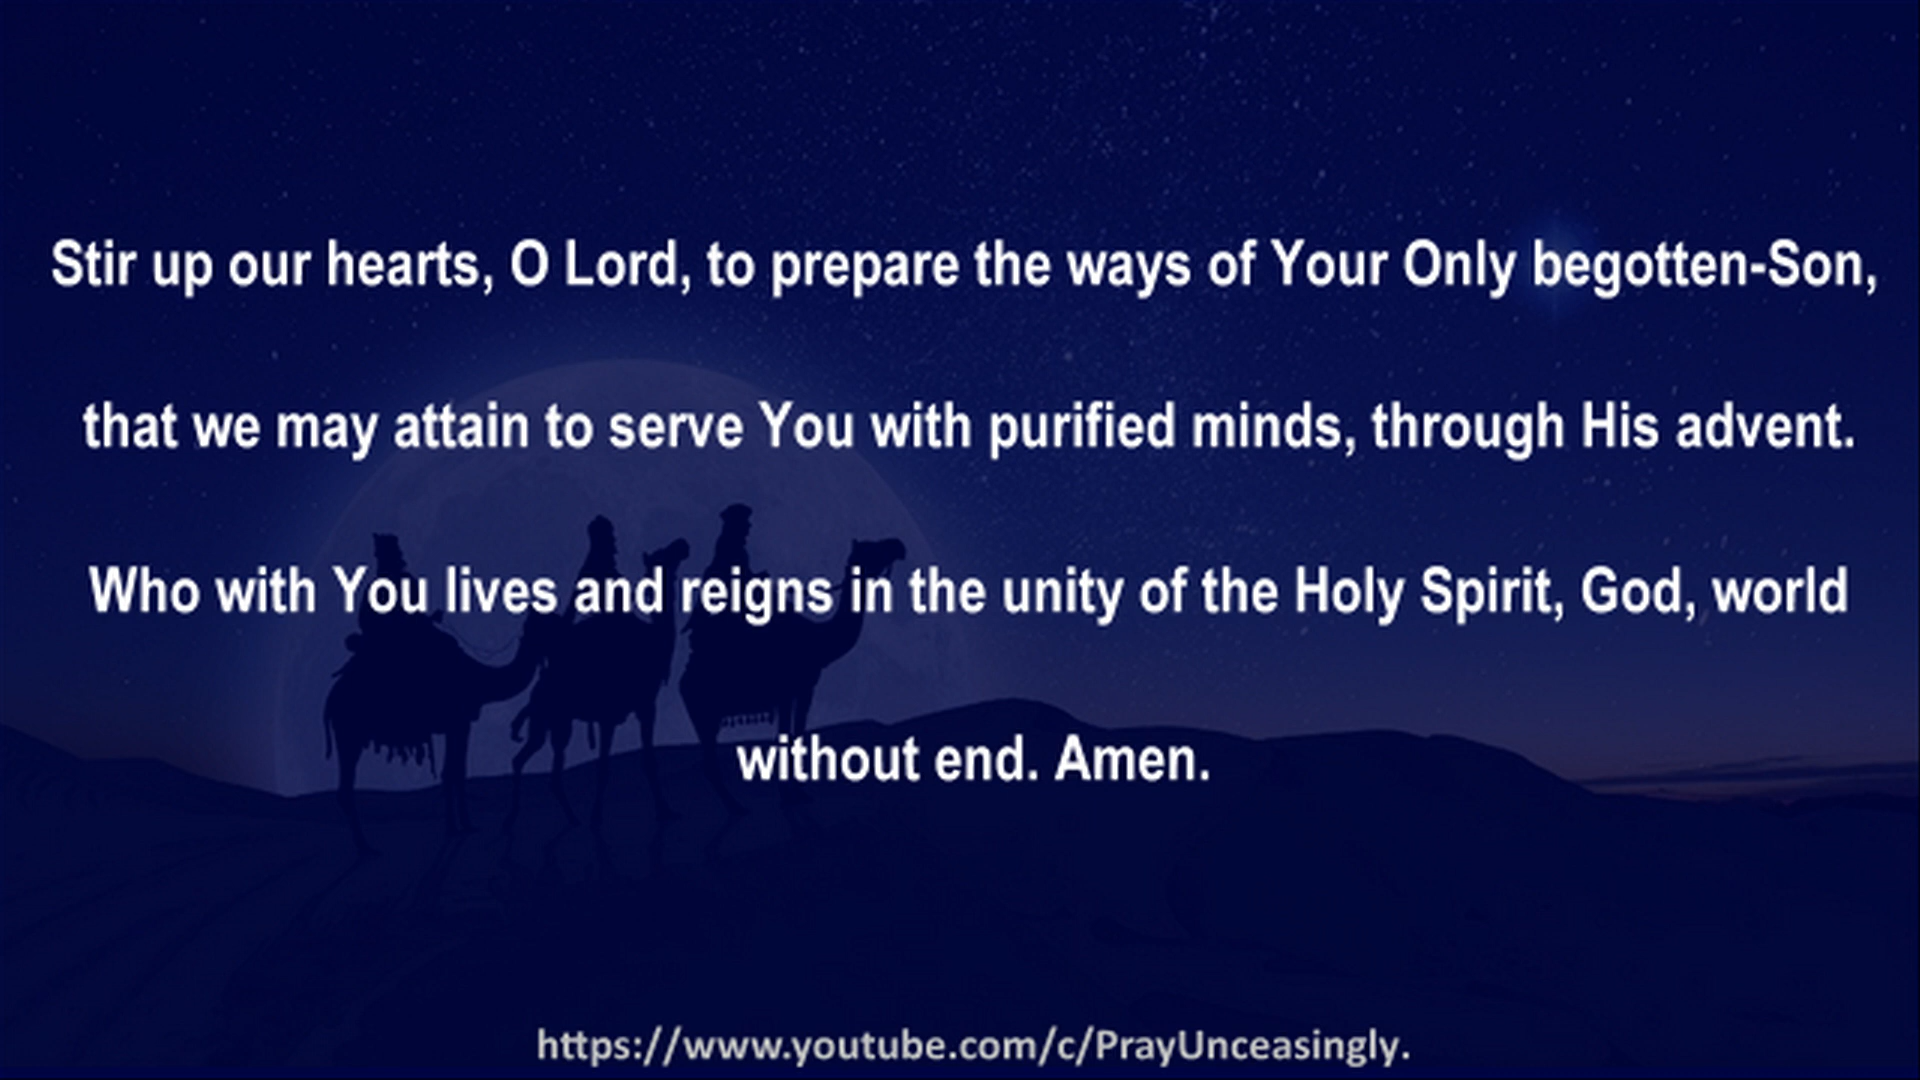 Stir up our hearts, O Lord, to prepare the ways of Your Only begotten-Son,
that we may attain to serve You with purified minds, through His advent.
Who with You lives and reigns in the unity of the Holy Spirit, God, world
without end. Amen.
https://www.youtube.com/c/PrayUnceasingly.